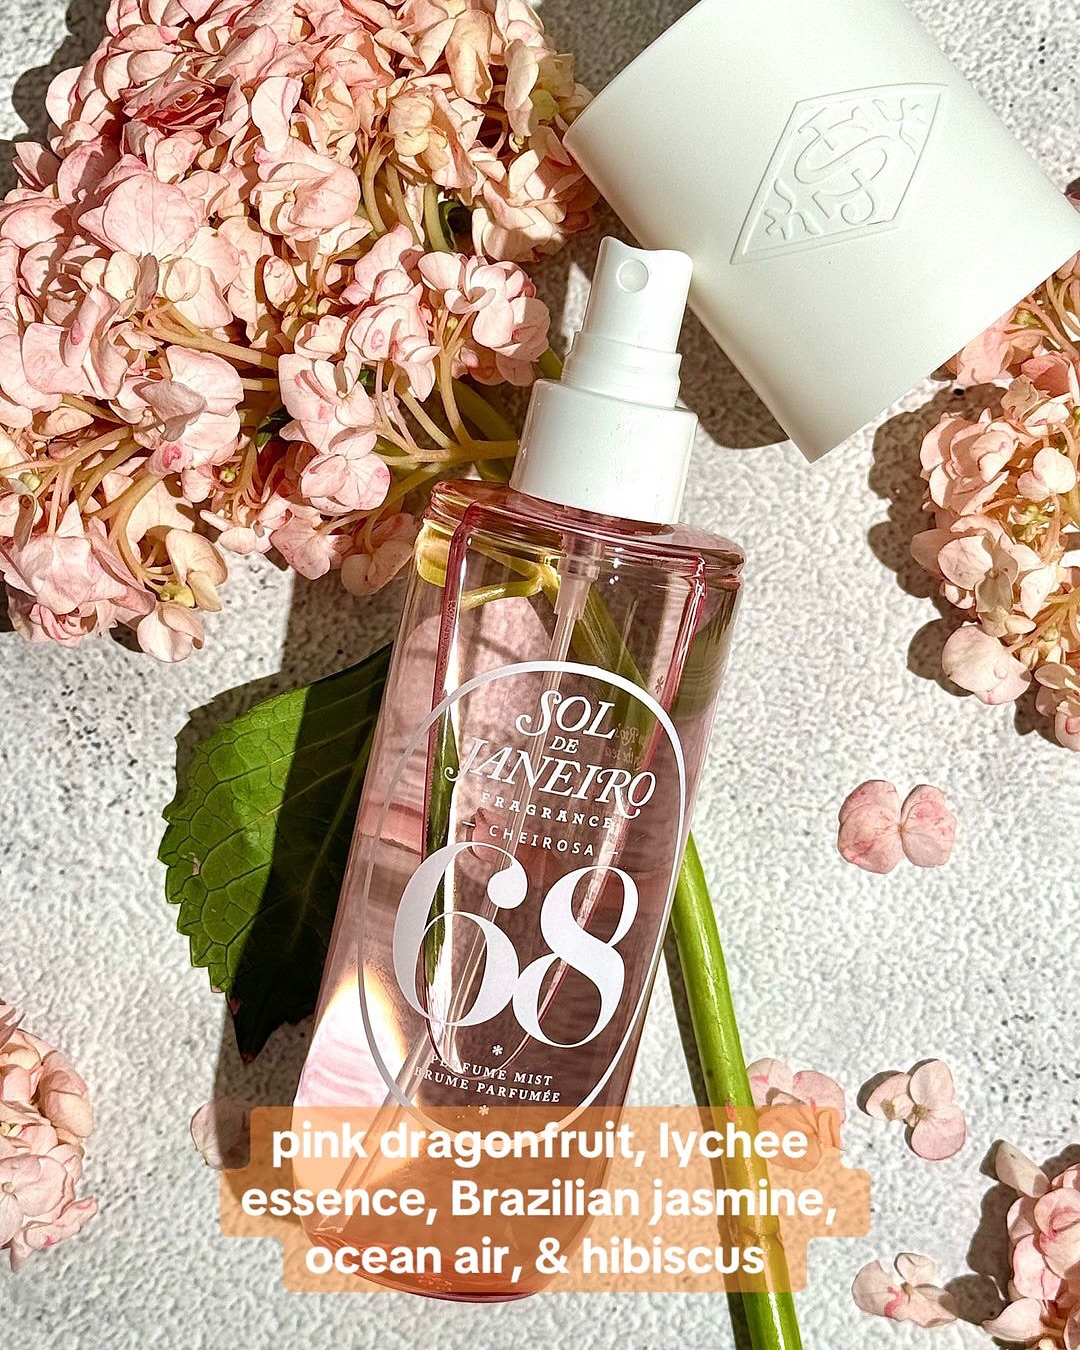 SOL
DE
JANEIRO
FRAGRANCE
— CHEIROSA —
68
PERFUME MIST
BRUME PARFUMÉE
pink dragonfruit, lychee
essence, Brazilian jasmine,
ocean air, & hibiscus